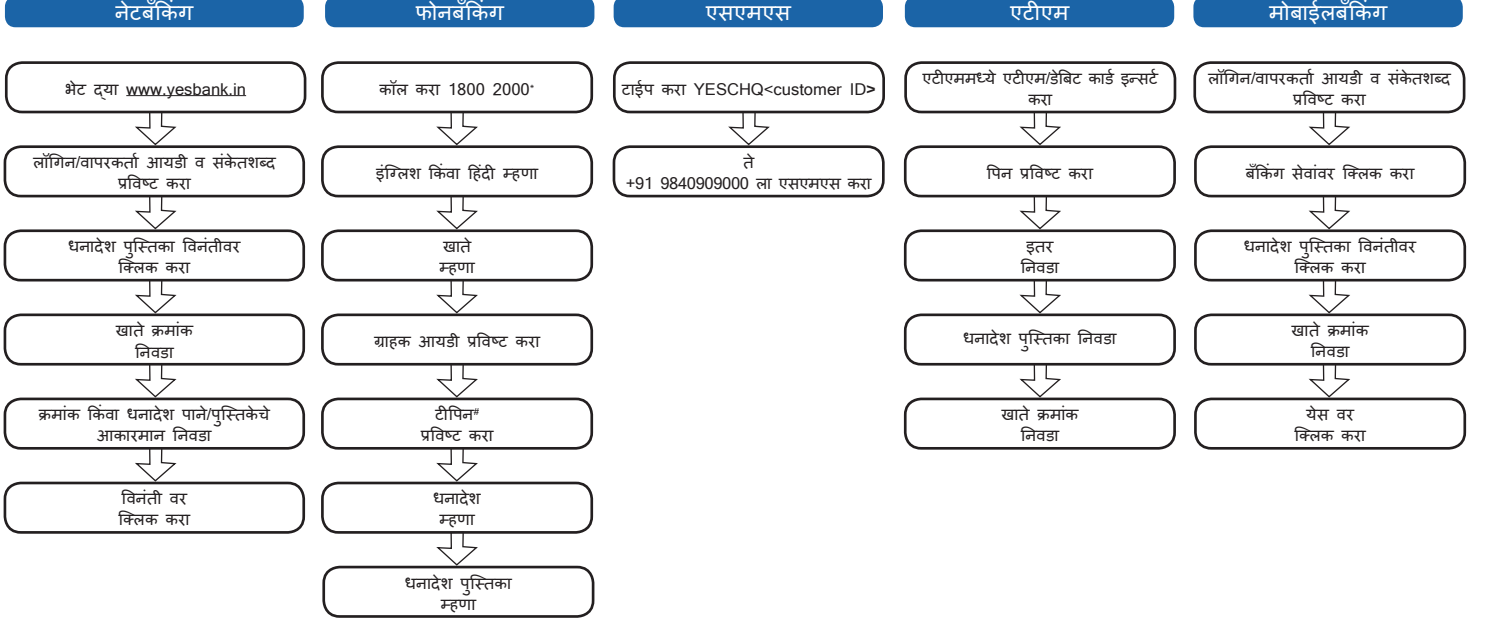 नेटबँकिंग
भेट द्या www.yesbank.in
लॉगिन/वापरकर्ता आयडी व संकेतशब्द
प्रविष्ट करा
धनादेश पुस्तिका विनंतीवर
क्लिक करा
खाते क्रमांक
निवडा
क्रमांक किंवा धनादेश पाने/पुस्तिकेचे
आकारमान निवडा
विनंती वर
क्लिक करा
फोनबँकिंग
कॉल करा 1800 2000*
इंग्लिश किंवा हिंदी म्हणा
खाते
म्हणा
ग्राहक आयडी प्रविष्ट करा
टीपिन#
प्रविष्ट करा
धनादेश
म्हणा
धनादेश पुस्तिका
म्हणा
एसएमएस
टाईप करा YESCHQ<customer ID>
ते
+91 9840909000 ला एसएमएस करा
एटीएम
एटीएममध्ये एटीएम/डेबिट कार्ड इन्सर्ट
करा
पिन प्रविष्ट करा
इतर
निवडा
धनादेश पुस्तिका निवडा
खाते क्रमांक
निवडा
मोबाईलबँकिंग
लॉगिन/वापरकर्ता आयडी व संकेतशब्द
प्रविष्ट करा
बँकिंग सेवांवर क्लिक करा
धनादेश पुस्तिका विनंतीवर
क्लिक करा
खाते क्रमांक
निवडा
येस वर
क्लिक करा